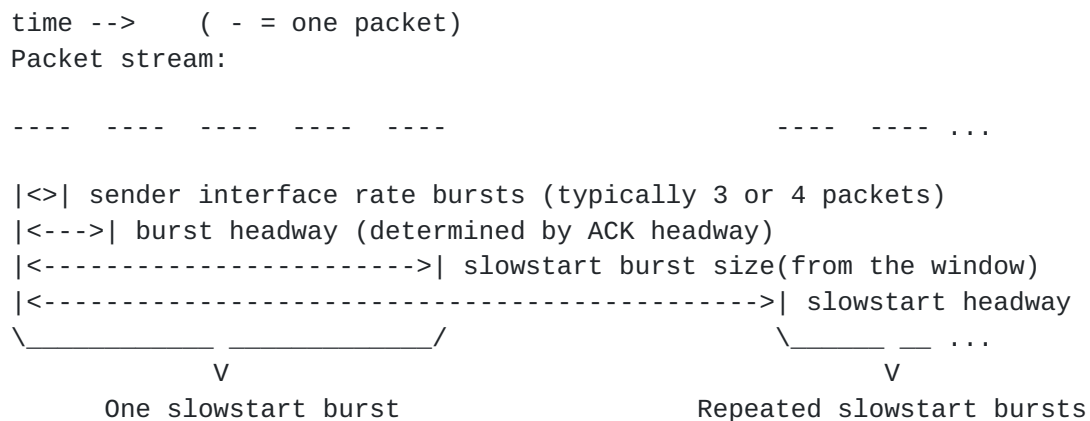 time -->    ( - = one packet)
Packet stream:
----  ----  ----  ----  ----                     ----  ---- ...
|<>| sender interface rate bursts (typically 3 or 4 packets)
|<--->| burst headway (determined by ACK headway)
|<------------------------>| slowstart burst size(from the window)
|<---------------------------------------------->| slowstart headway
\____________ _____________/                     \______ __ ...
             V                                          V
      One slowstart burst                   Repeated slowstart bursts